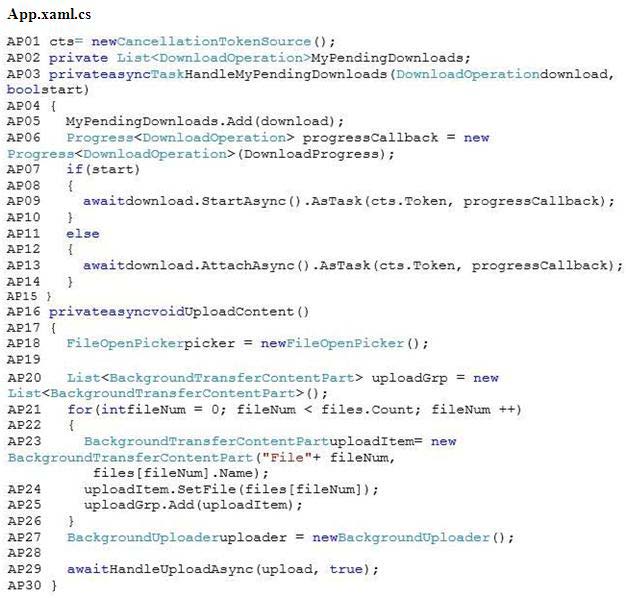 App.xaml.cs
AP01 cts= newCancellationTokenSource();
AP02 private List<DownloadOperation>MyPendingDownloads;
AP03 privateasyncTaskHandleMyPendingDownloads(DownloadOperationdownload,
boolstart)
AP04 {
AP05 MyPendingDownloads.Add(download);
AP06 Progress<DownloadOperation> progressCallback = new
Progress<DownloadOperation>(DownloadProgress);
AP07 if(start)
AP08 {
AP09 awaitdownload.StartAsync().AsTask(cts.Token, progressCallback);
AP10 }
AP11 else
AP12 {
AP13 awaitdownload.AttachAsync().AsTask(cts.Token, progressCallback);
AP14 }
AP15 }
AP16 privateasyncvoidUploadContent()
AP17 {
AP18 FileOpenPickerpicker = newFileOpenPicker();
AP19
AP20 List<BackgroundTransferContentPart> uploadGrp = new
List<BackgroundTransferContentPart>();
AP21 for(intfileNum = 0; fileNum < files.Count; fileNum ++)
AP22 {
AP23 BackgroundTransferContentPartuploadItem= new
BackgroundTransferContentPart("File"+ fileNum,
files[fileNum].Name);
AP24 uploadItem.SetFile(files[fileNum]);
AP25 uploadGrp.Add(uploadItem);
AP26 }
AP27 BackgroundUploaderuploader = newBackgroundUploader();
AP28
AP29 awaitHandleUploadAsync(upload, true);
AP30 }